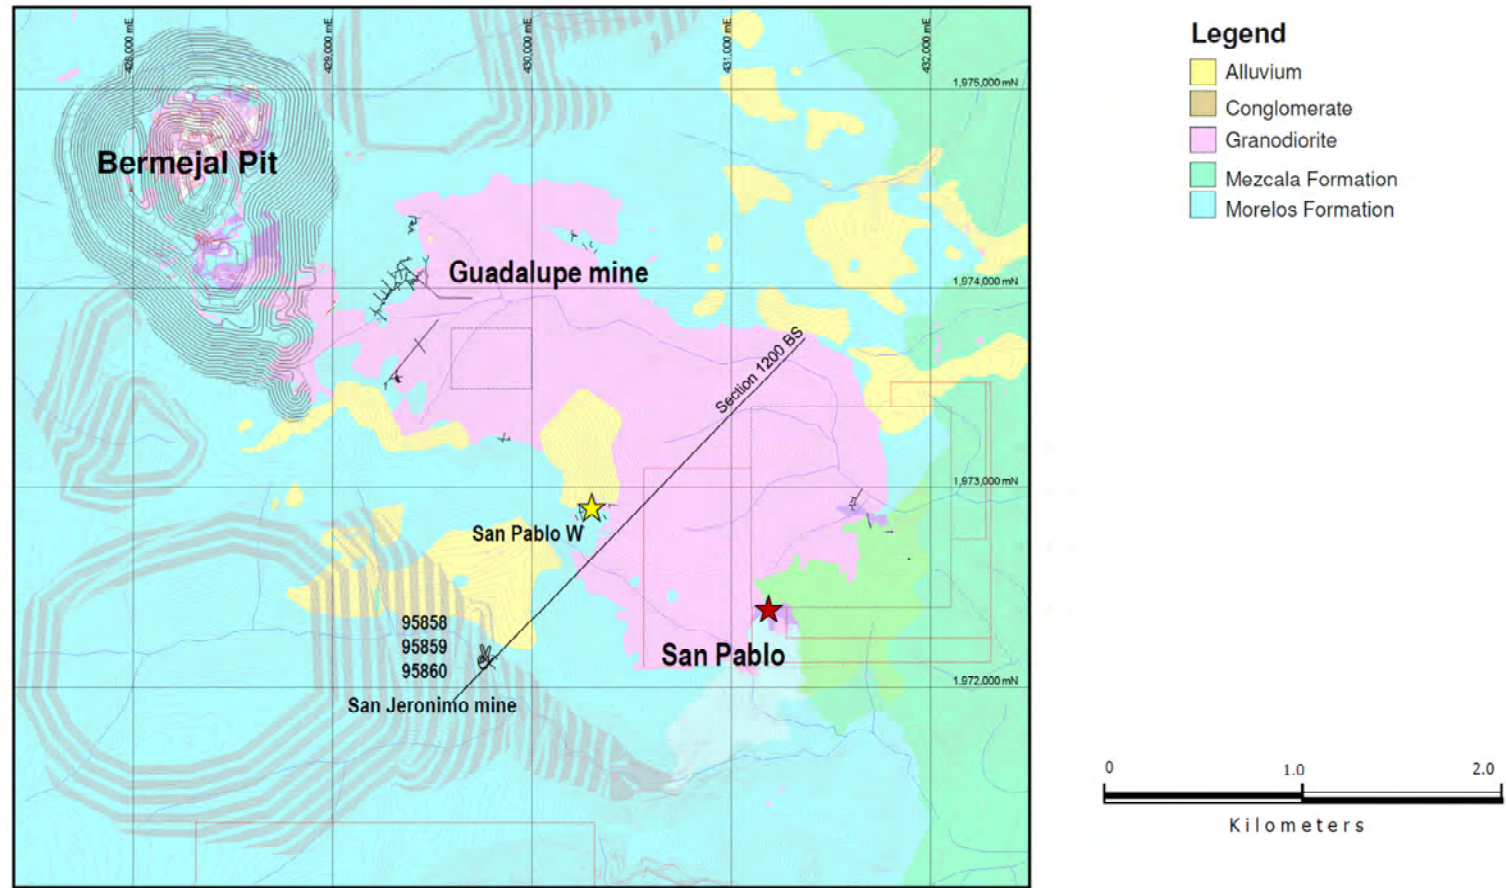 428,000 mE
429,000 mE
430,000 mE
431,000 mE
432,000 mE
1,975,000 mN
Bermejal Pit
Guadalupe mine
1,974,000 mN
Section 1200 BS
1,973,000 mN
San Pablo W
95858
95859
95860
San Pablo
1,972,000 mN
San Jeronimo mine
Legend
Alluvium
Conglomerate
Granodiorite
Mezcala Formation
Morelos Formation
0 1.0 2.0
Kilometers